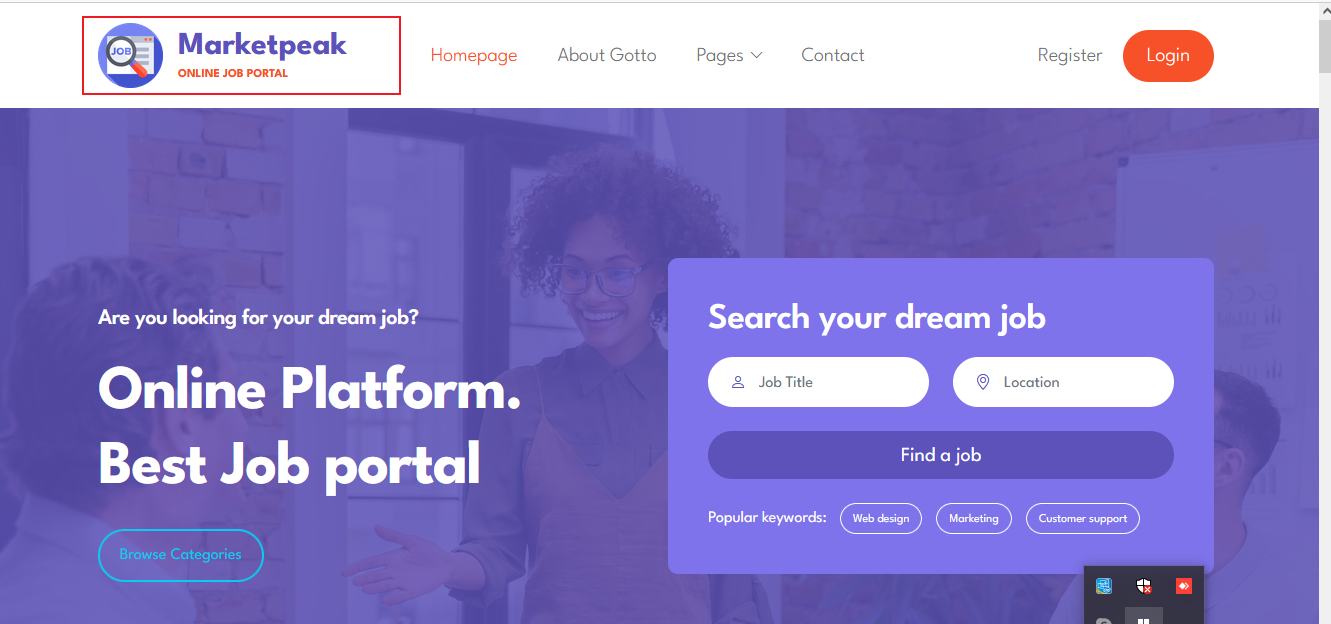 JOB
Marketpeak
ONLINE JOB PORTAL
Homepage
About Gotto
Pages
Contact
Register
Login
Are you looking for your dream job?
Online Platform.
Best Job portal
Browse Categories
Search your dream job
Job Title
Location
Find a job
Popular keywords:
Web design
Marketing
Customer support